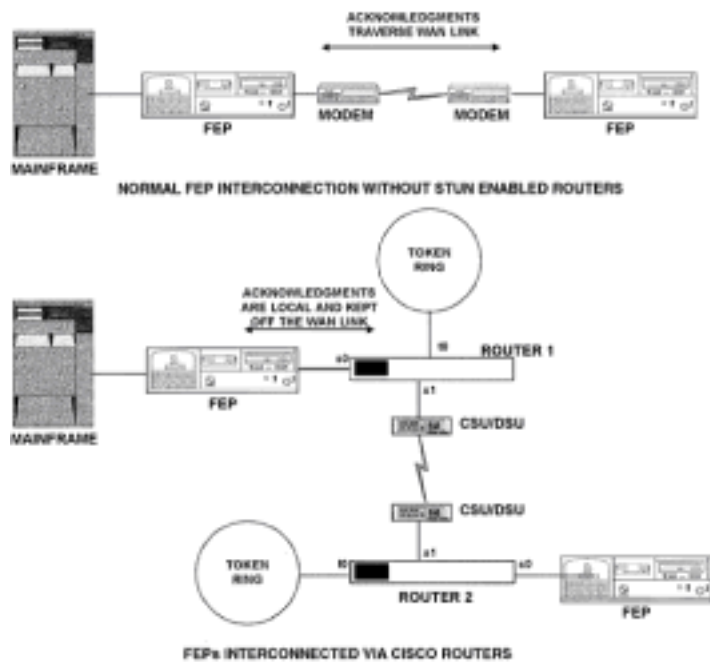 ACKNOWLEDGMENTS
TRAVERSE WAN LINK
MODEM
MODEM
FEP
FEP
MAINFRAME
NORMAL FEP INTERCONNECTION WITHOUT STUN ENABLED ROUTERS
TOKEN
RING
ACKNOWLEDGMENTS
ARE LOCAL AND KEPT
OFF THE WAN LINK
t0
s0
ROUTER 1
FEP
s1
MAINFRAME
CSU/DSU
CSU/DSU
TOKEN
RING
t0
s1
s0
ROUTER 2
FEP
FEPs INTERCONNECTED VIA CISCO ROUTERS